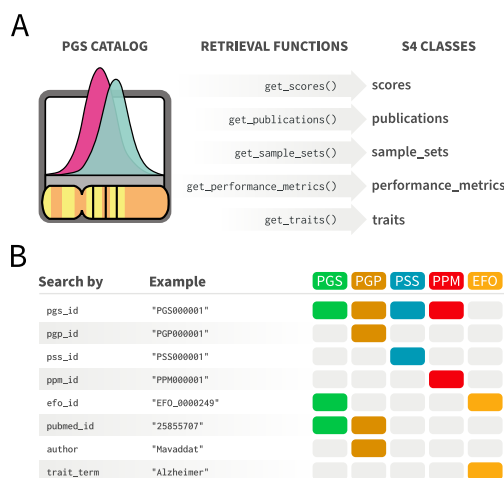 A
PGS CATALOG RETRIEVAL FUNCTIONS S4 CLASSES
get_scores() scores
get_publications() publications
get_sample_sets() sample_sets
get_performance_metrics() performance_metrics
get_traits() traits
B
Search by Example PGS PGP PSS PPM EFO
pgs_id "PGS000001"
pgp_id "PGP000001"
pss_id "PSS000001"
ppm_id "PPM000001"
efo_id "EFO_0000249"
pubmed_id "25855707"
author "Mavaddat"
trait_term "Alzheimer"